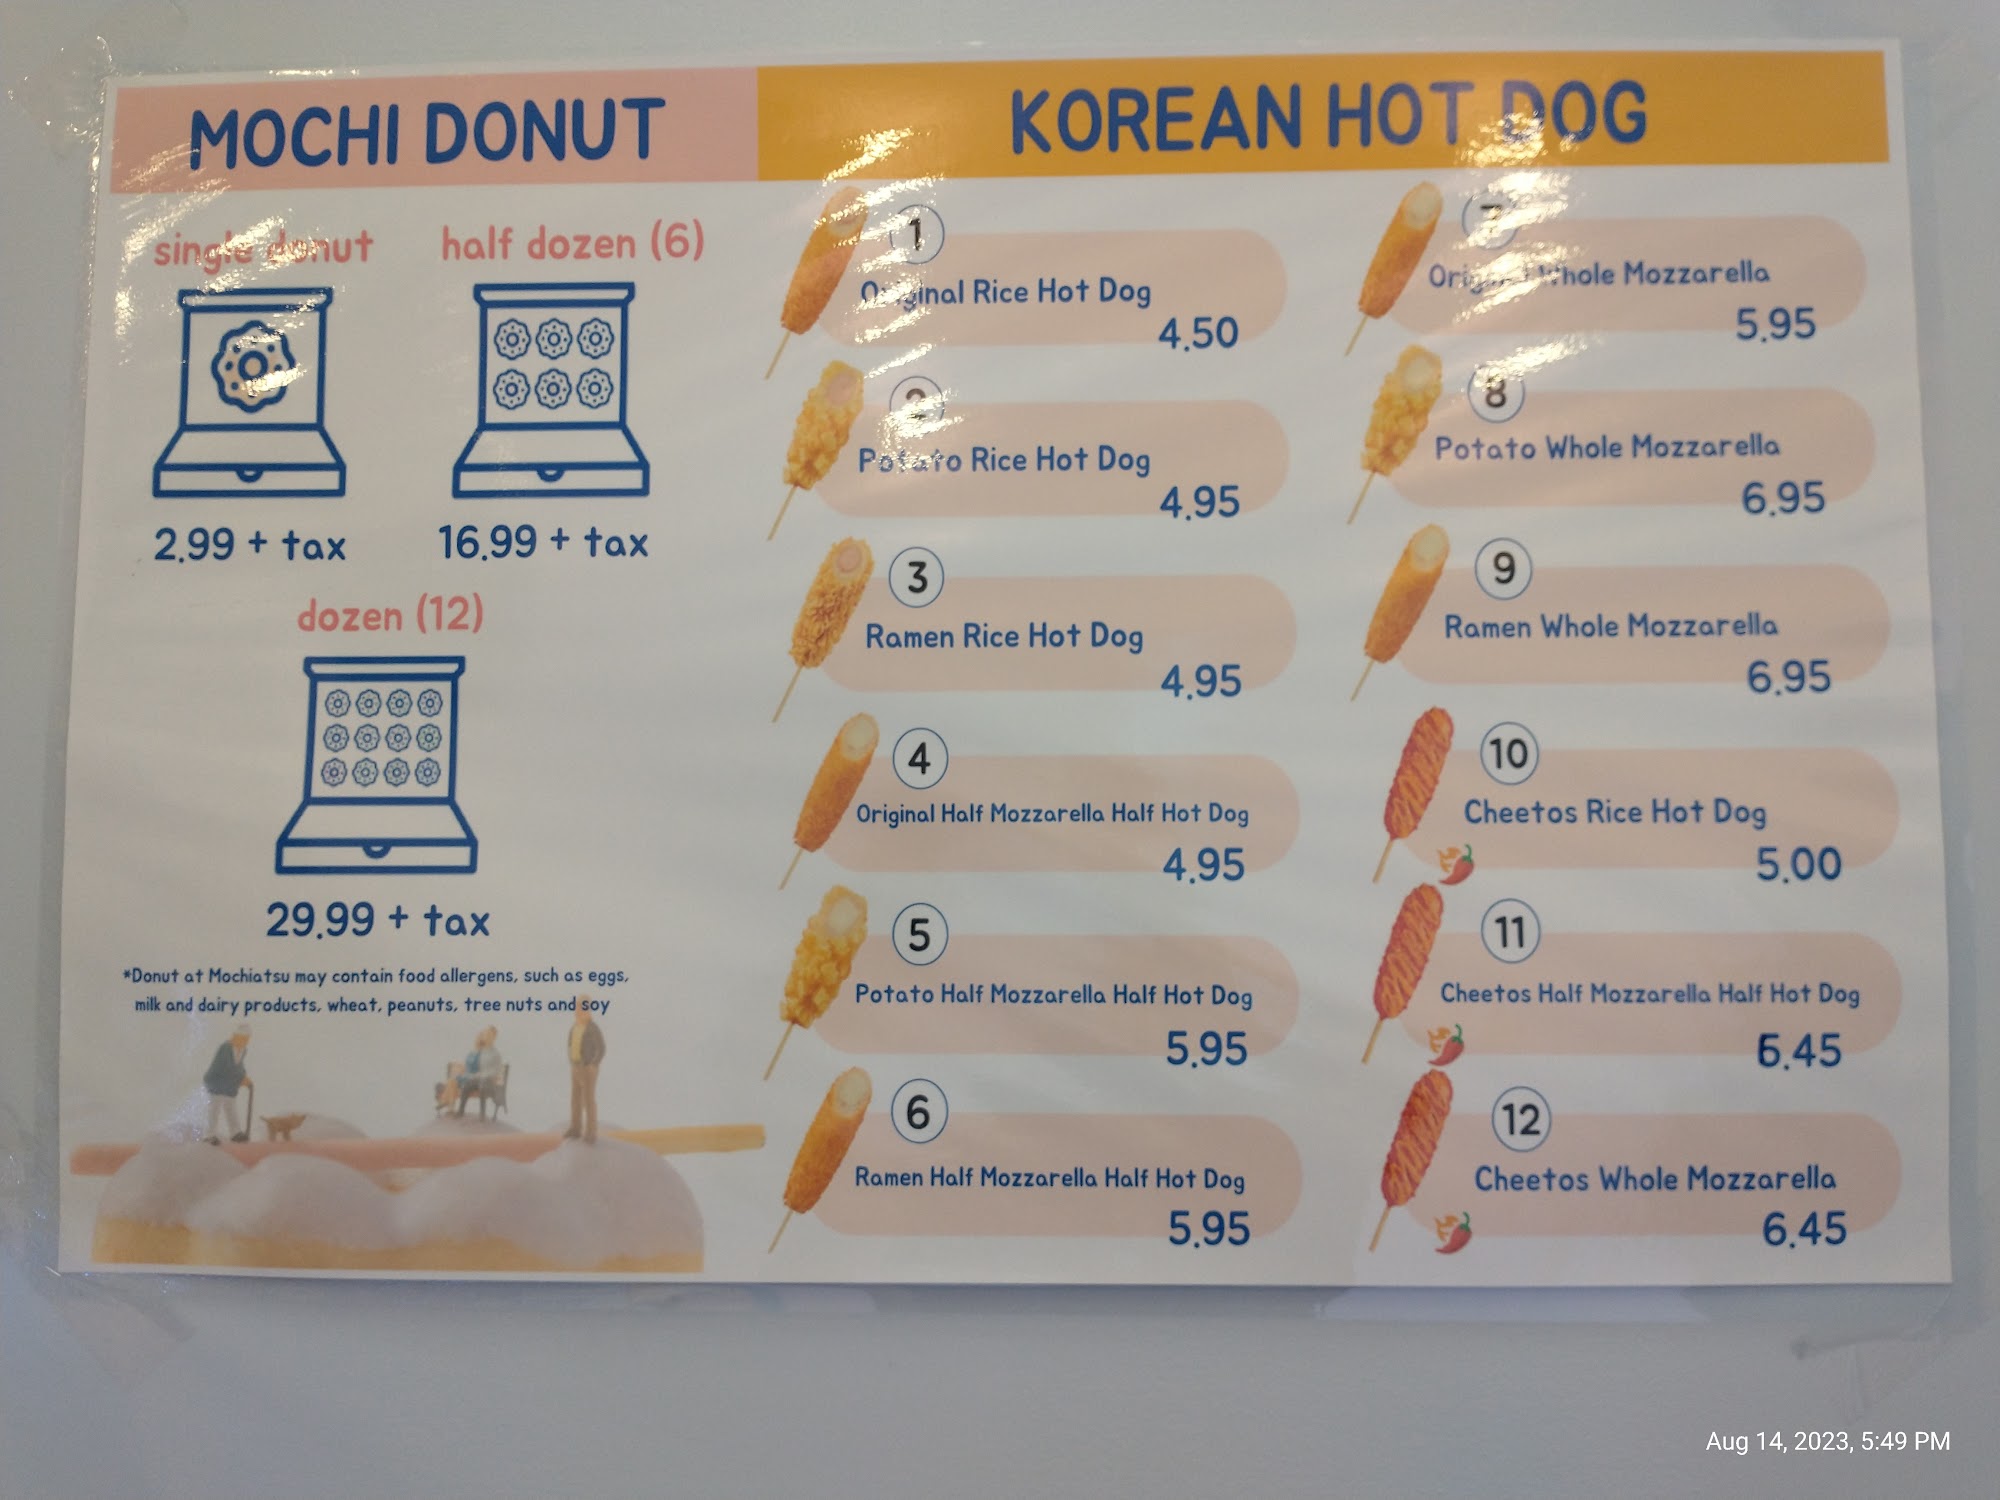 MOCHI DONUT
single donut
half dozen (6)
2.99 + tax
16.99 + tax
dozen (12)
29.99 + tax
*Donut at Mochiatsu may contain food allergens, such as eggs,
milk and dairy products, wheat, peanuts, tree nuts and soy
KOREAN HOT DOG
1
Original Rice Hot Dog
4.50
2
Potato Rice Hot Dog
4.95
3
Ramen Rice Hot Dog
4.95
4
Original Half Mozzarella Half Hot Dog
4.95
5
Potato Half Mozzarella Half Hot Dog
5.95
6
Ramen Half Mozzarella Half Hot Dog
5.95
7
Original Whole Mozzarella
5.95
8
Potato Whole Mozzarella
6.95
9
Ramen Whole Mozzarella
6.95
10
Cheetos Rice Hot Dog
5.00
11
Cheetos Half Mozzarella Half Hot Dog
6.45
12
Cheetos Whole Mozzarella
6.45
Aug 14, 2023, 5:49 PM